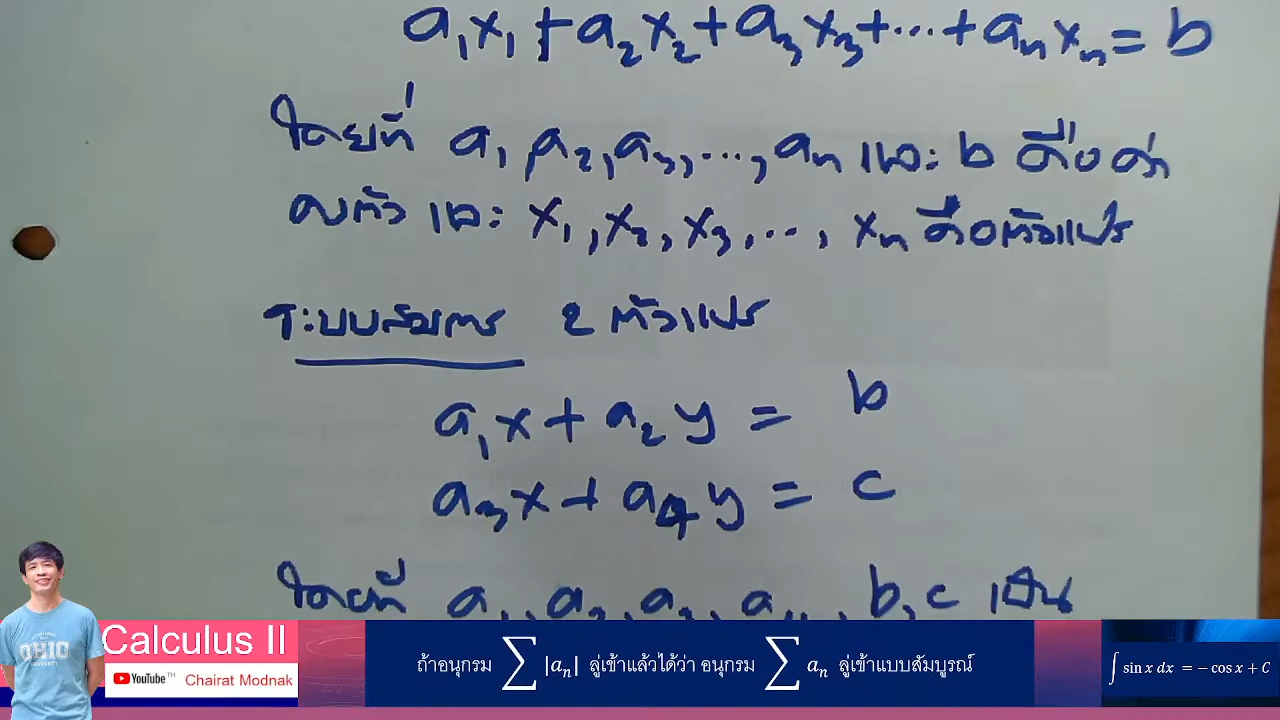 a₁x₁ + a₂x₂ + a₃x₃ + ... + aₙxₙ = b
โดยที่ a₁, a₂, a₃, ..., aₙ และ b คือค่า
คงตัว และ x₁, x₂, x₃, ..., xₙ คือตัวแปร
ระบบสมการ 2 ตัวแปร
a₁x + a₂y = b
a₃x + a₄y = c
โดยที่ a₁, a₂, a₃, a₄, b, c เป็น
OHIO
Calculus II
YouTube TH Chairat Modnak
ถ้าอนุกรม ∑ |aₙ| ลู่เข้าแล้วได้ว่า อนุกรม ∑ aₙ ลู่เข้าแบบสัมบูรณ์
∫ sin x dx = − cos x + C